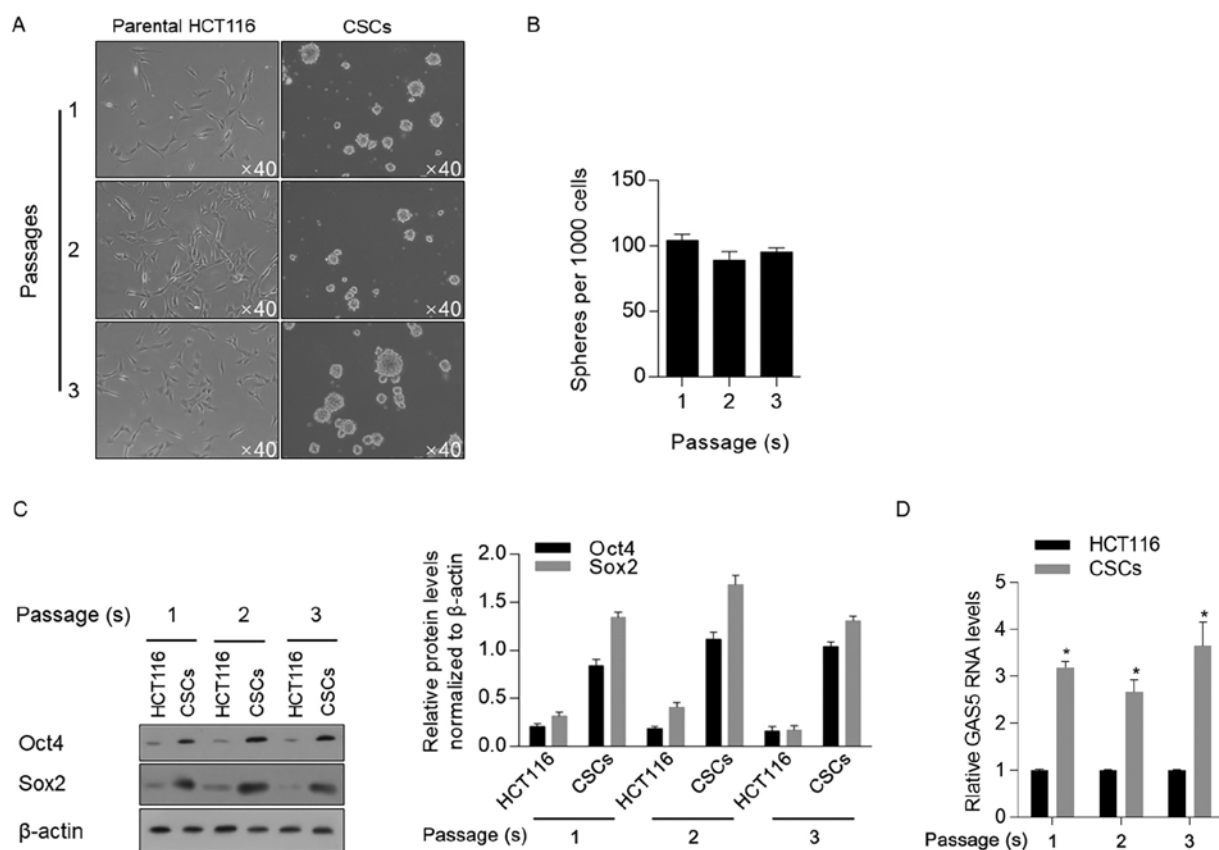 A
Parental HCT116
CSCs
Passages
1
2
3
×40
×40
×40
×40
×40
×40
B
Spheres per 1000 cells
150
100
50
0
1 2 3
Passage (s)
C
Passage (s) 1 2 3
HCT116 CSCs HCT116 CSCs HCT116 CSCs
Oct4
Sox2
β-actin
Oct4
Sox2
Relative protein levels
normalized to β-actin
2.0
1.5
1.0
0.5
0.0
HCT116 CSCs HCT116 CSCs HCT116 CSCs
Passage (s) 1 2 3
D
HCT116
CSCs
Rlative GAS5 RNA levels
5
4
3
2
1
0
* * *
Passage (s) 1 2 3